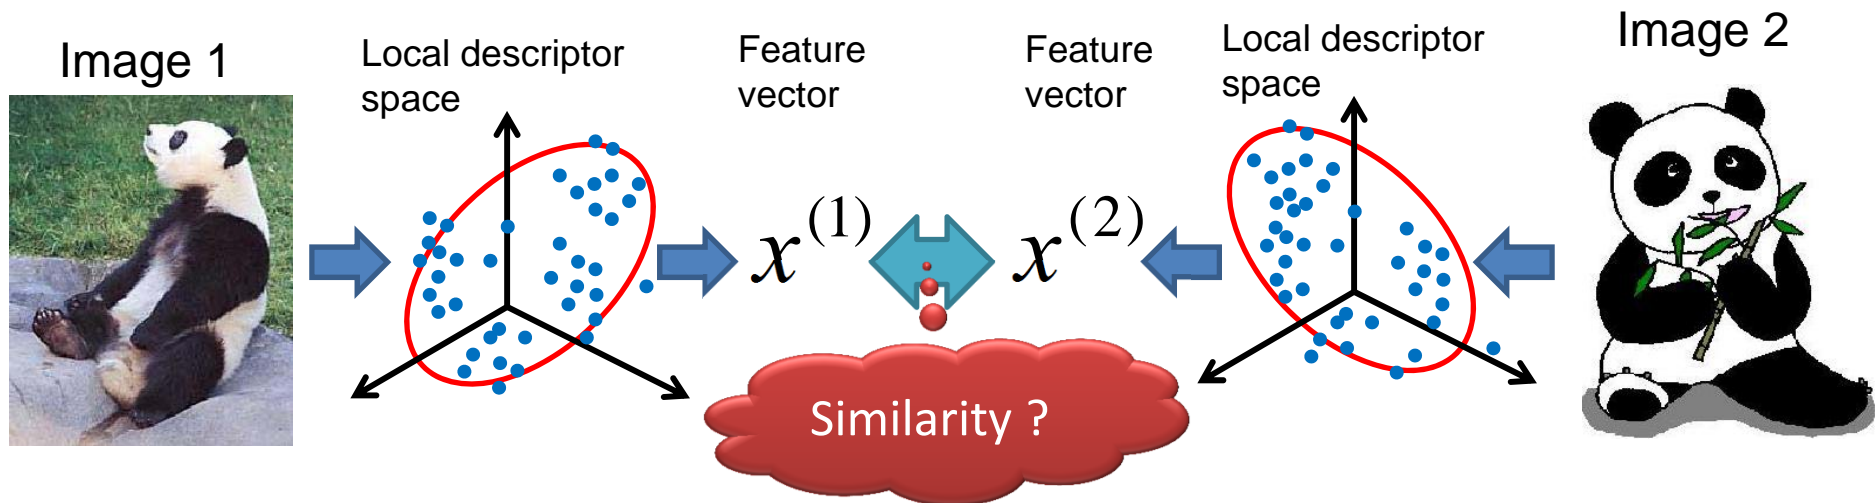 Image 1
Local descriptor
space
Feature
vector
Feature
vector
Local descriptor
space
Image 2
x^{(1)}
x^{(2)}
Similarity ?